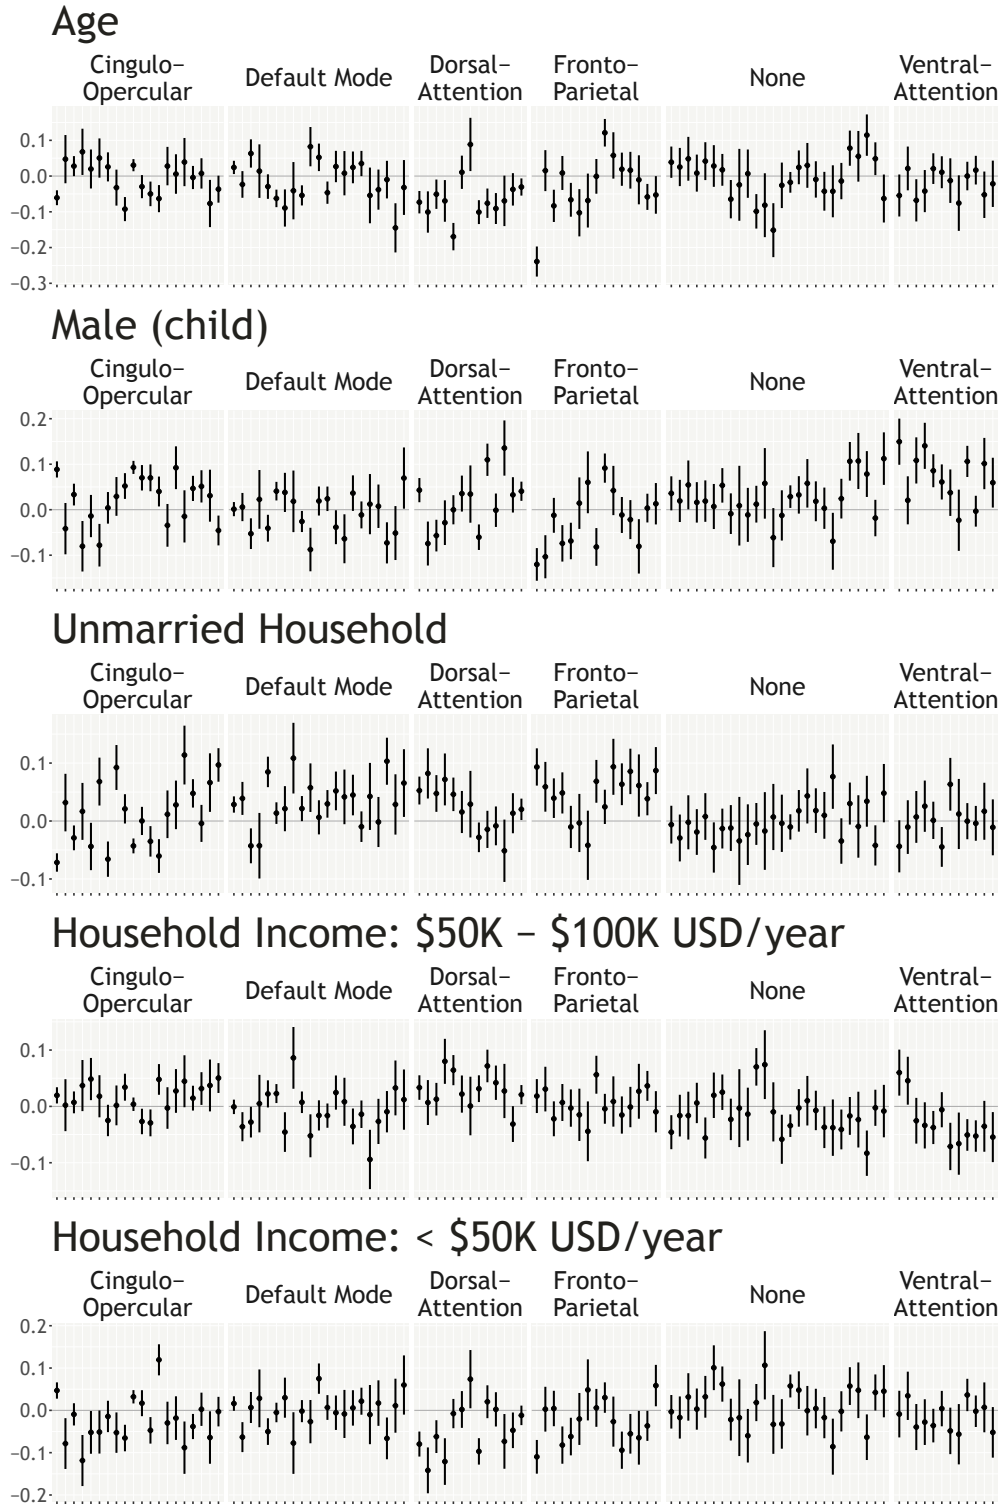 Age
Cingulo–
Opercular
Default Mode
Dorsal–
Attention
Fronto–
Parietal
None
Ventral–
Attention
0.1
0.0
−0.1
−0.2
−0.3
Male (child)
Cingulo–
Opercular
Default Mode
Dorsal–
Attention
Fronto–
Parietal
None
Ventral–
Attention
0.2
0.1
0.0
−0.1
Unmarried Household
Cingulo–
Opercular
Default Mode
Dorsal–
Attention
Fronto–
Parietal
None
Ventral–
Attention
0.1
0.0
−0.1
Household Income: $50K – $100K USD/year
Cingulo–
Opercular
Default Mode
Dorsal–
Attention
Fronto–
Parietal
None
Ventral–
Attention
0.1
0.0
−0.1
Household Income: < $50K USD/year
Cingulo–
Opercular
Default Mode
Dorsal–
Attention
Fronto–
Parietal
None
Ventral–
Attention
0.2
0.1
0.0
−0.1
−0.2